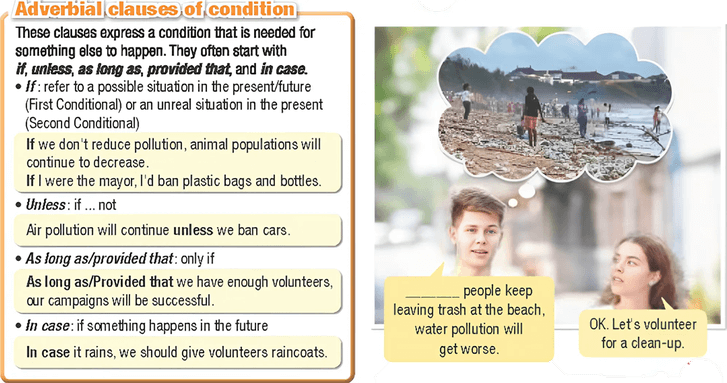 Adverbial clauses of condition
These clauses express a condition that is needed for
something else to happen. They often start with
if, unless, as long as, provided that, and in case.
• If: refer to a possible situation in the present/future
(First Conditional) or an unreal situation in the present
(Second Conditional)
If we don't reduce pollution, animal populations will
continue to decrease.
If I were the mayor, I'd ban plastic bags and bottles.
• Unless: if ... not
Air pollution will continue unless we ban cars.
• As long as/provided that: only if
As long as/Provided that we have enough volunteers,
our campaigns will be successful.
• In case: if something happens in the future
In case it rains, we should give volunteers raincoats.
________ people keep
leaving trash at the beach,
water pollution will
get worse.
OK. Let's volunteer
for a clean-up.